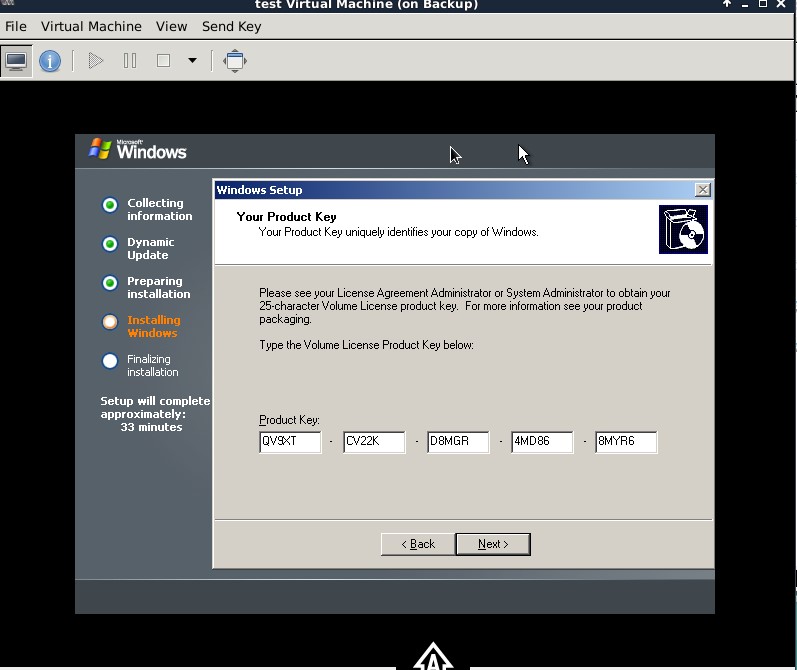 test Virtual Machine (on Backup)
File Virtual Machine View Send Key
Microsoft
Windows
Collecting
information
Dynamic
Update
Preparing
installation
Installing
Windows
Finalizing
installation
Setup will complete
approximately:
33 minutes
Windows Setup
Your Product Key
Your Product Key uniquely identifies your copy of Windows.
Please see your License Agreement Administrator or System Administrator to obtain your
25-character Volume License product key. For more information see your product
packaging.
Type the Volume License Product Key below:
Product Key:
QV9XT - CV22K - D8MGR - 4MD86 - 8MYR6
< Back Next >
A